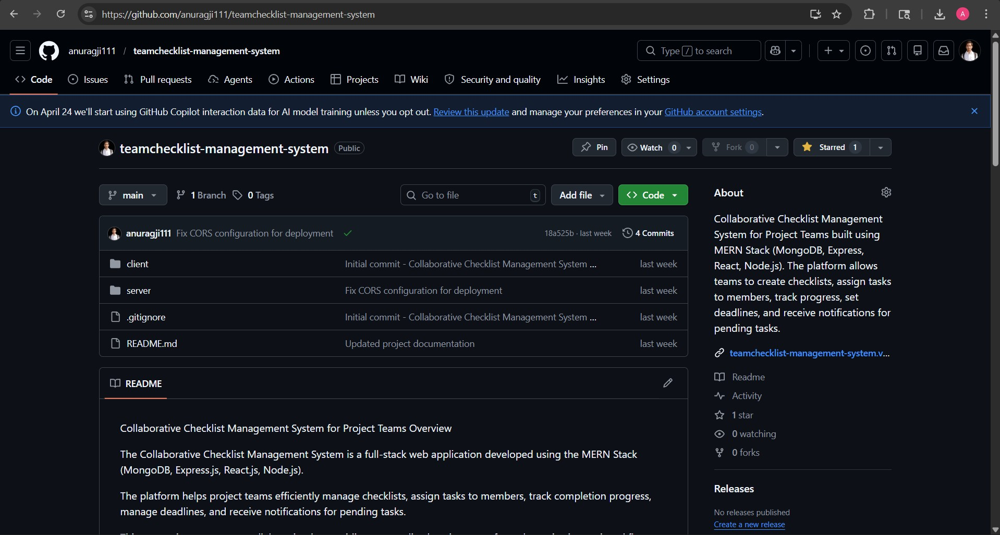 https://github.com/anuragji111/teamchecklist-management-system
A
anuragji111 / teamchecklist-management-system
Type / to search
Code
Issues
Pull requests
Agents
Actions
Projects
Wiki
Security and quality
Insights
Settings
On April 24 we'll start using GitHub Copilot interaction data for AI model training unless you opt out. Review this update and manage your preferences in your GitHub account settings.
teamchecklist-management-system Public
Pin
Watch 0
Fork 0
Starred 1
main
1 Branch
0 Tags
Go to file t
Add file
Code
anuragji111 Fix CORS configuration for deployment
18a525b · last week
4 Commits
client Initial commit - Collaborative Checklist Management System ... last week
server Fix CORS configuration for deployment last week
.gitignore Initial commit - Collaborative Checklist Management System ... last week
README.md Updated project documentation last week
README
Collaborative Checklist Management System for Project Teams Overview
The Collaborative Checklist Management System is a full-stack web application developed using the MERN Stack
(MongoDB, Express.js, React.js, Node.js).
The platform helps project teams efficiently manage checklists, assign tasks to members, track completion progress,
manage deadlines, and receive notifications for pending tasks.
About
Collaborative Checklist Management
System for Project Teams built using
MERN Stack (MongoDB, Express,
React, Node.js). The platform allows
teams to create checklists, assign tasks
to members, track progress, set
deadlines, and receive notifications for
pending tasks.
teamchecklist-management-system.v...
Readme
Activity
1 star
0 watching
0 forks
Releases
No releases published
Create a new release